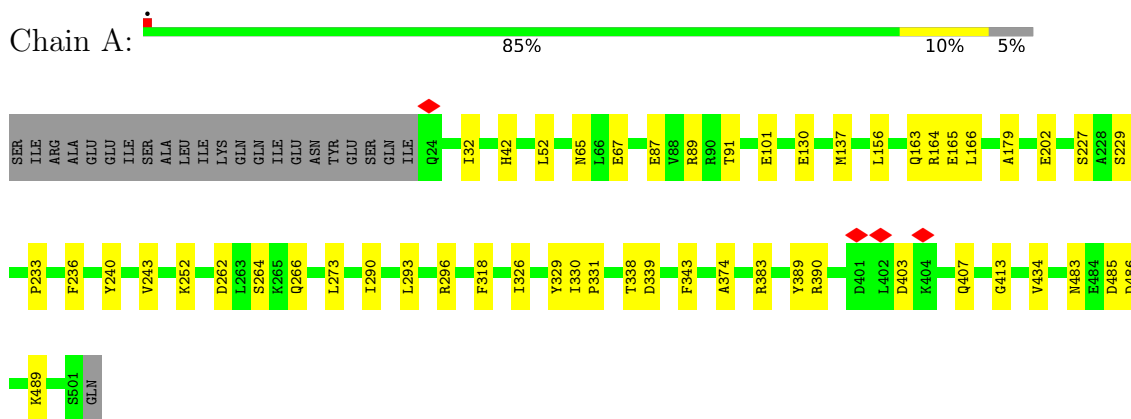 Chain A:
85% 10% 5%
SER ILE ARG ALA GLU GLU ILE SER ALA LEU ILE LYS GLN GLN ILE GLU ASN TYR GLU SER GLN ILE Q24 I32 H42 L52 N65 L66 E67 E87 V88 R89 R90 T91 E101 E130 M137 L156 Q163 R164 E165 L166 A179 E202 S227 A228 S229
P233 F236 Y240 V243 K252 D262 L263 S264 K265 Q266 L273 I290 L293 R296 F318 I326 Y329 I330 P331 T338 D339 F343 A374 R383 Y389 R390 D401 L402 D403 K404 Q407 G413 V434 N483 E484 D485 D486
K489 S501 GLN